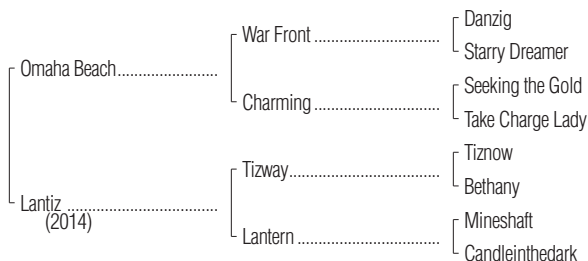 Danzig
War Front
Starry Dreamer
Omaha Beach
Seeking the Gold
Charming
Take Charge Lady
Tiznow
Tizway
Bethany
Lantiz
(2014)
Mineshaft
Lantern
Candleinthedark